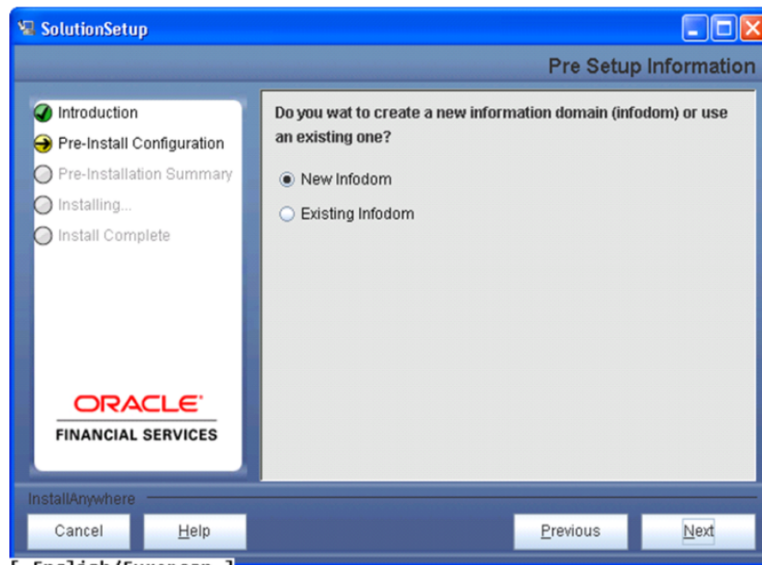 SolutionSetup
Pre Setup Information
Introduction
Pre-Install Configuration
Pre-Installation Summary
Installing...
Install Complete
ORACLE
FINANCIAL SERVICES
Do you wat to create a new information domain (infodom) or use
an existing one?
New Infodom
Existing Infodom
InstallAnywhere
Cancel
Help
Previous
Next